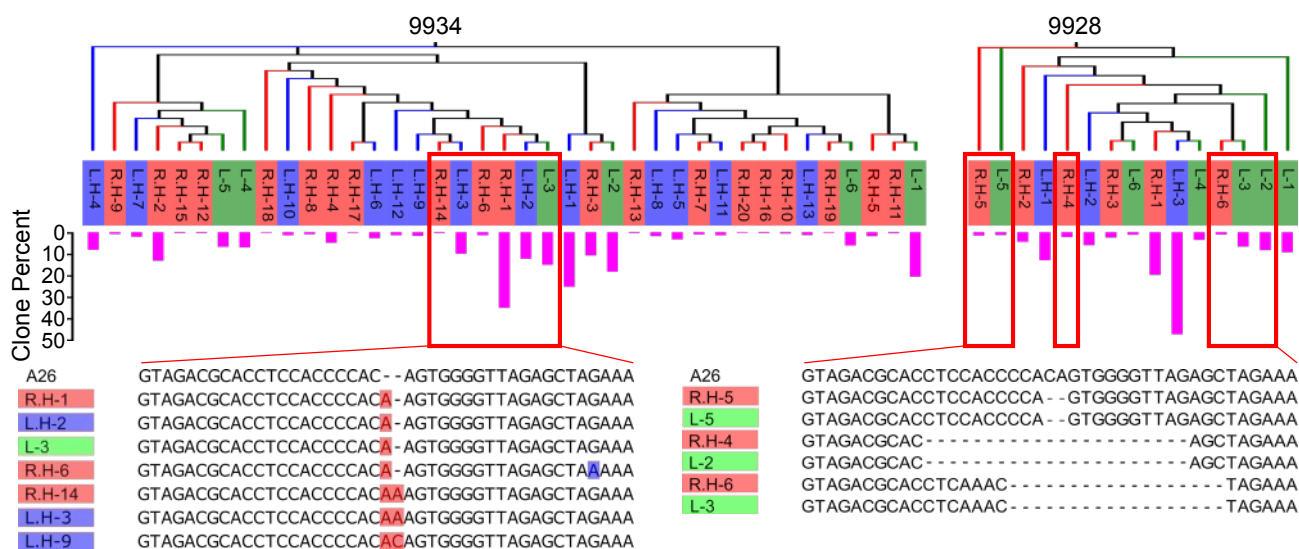 9934 9928
L.H-4 R.H-9 L.H-7 R.H-2 R.H-15 R.H-12 L-5 L-4 R.H-18 L.H-10 R.H-8 R.H-4 R.H-17 L.H-6 L.H-12 L.H-9 R.H-14 L.H-3 R.H-6 R.H-1 L.H-2 L-3 L.H-1 R.H-3 L-2 R.H-13 L.H-8 L.H-5 R.H-7 L.H-11 R.H-20 R.H-16 R.H-10 L.H-13 R.H-19 L-6 R.H-5 R.H-11 L-1
R.H-5 L-5 R.H-2 L.H-1 R.H-4 L.H-2 R.H-3 L-6 R.H-1 L.H-3 L-4 R.H-6 L-3 L-2 L-1
Clone Percent
0
10
20
30
40
50
A26 GTAGACGCACCTCCACCCCAC--AGTGGGGTTAGAGCTAGAAA
R.H-1 GTAGACGCACCTCCACCCCACA-AGTGGGGTTAGAGCTAGAAA
L.H-2 GTAGACGCACCTCCACCCCACA-AGTGGGGTTAGAGCTAGAAA
L-3 GTAGACGCACCTCCACCCCACA-AGTGGGGTTAGAGCTAGAAA
R.H-6 GTAGACGCACCTCCACCCCACA-AGTGGGGTTAGAGCTAAAAA
R.H-14 GTAGACGCACCTCCACCCCACAAAGTGGGGTTAGAGCTAGAAA
L.H-3 GTAGACGCACCTCCACCCCACAAAGTGGGGTTAGAGCTAGAAA
L.H-9 GTAGACGCACCTCCACCCCACACAGTGGGGTTAGAGCTAGAAA
A26 GTAGACGCACCTCCACCCCACAGTGGGGTTAGAGCTAGAAA
R.H-5 GTAGACGCACCTCCACCCCA--GTGGGGTTAGAGCTAGAAA
L-5 GTAGACGCACCTCCACCCCA--GTGGGGTTAGAGCTAGAAA
R.H-4 GTAGACGCAC----------------------AGCTAGAAA
L-2 GTAGACGCAC----------------------AGCTAGAAA
R.H-6 GTAGACGCACCTCAAAC------------------TAGAAA
L-3 GTAGACGCACCTCAAAC------------------TAGAAA